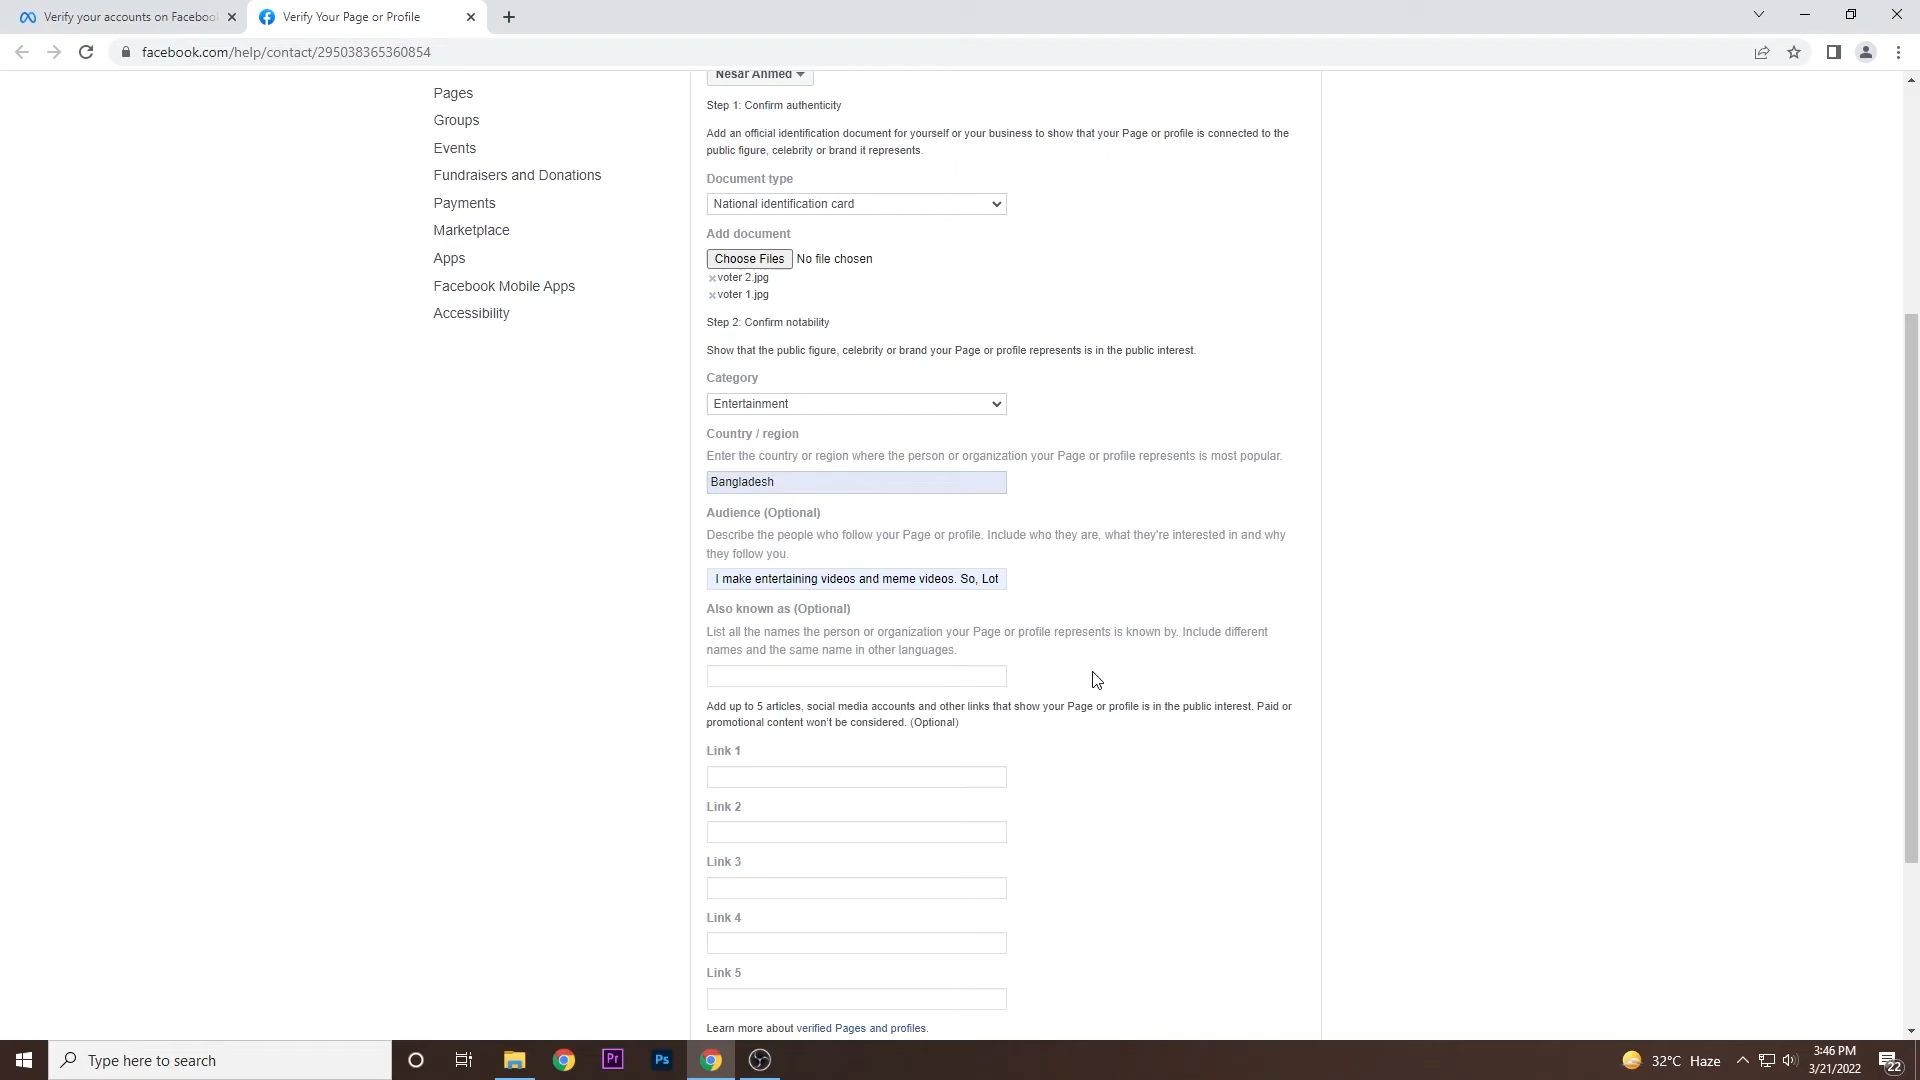 Verify your accounts on Faceboo
Verify Your Page or Profile
facebook.com/help/contact/295038365360854
Pages
Groups
Events
Fundraisers and Donations
Payments
Marketplace
Apps
Facebook Mobile Apps
Accessibility
Nesar Ahmed
Step 1: Confirm authenticity
Add an official identification document for yourself or your business to show that your Page or profile is connected to the
public figure, celebrity or brand it represents.
Document type
National identification card
Add document
Choose Files No file chosen
voter 2.jpg
voter 1.jpg
Step 2: Confirm notability
Show that the public figure, celebrity or brand your Page or profile represents is in the public interest.
Category
Entertainment
Country / region
Enter the country or region where the person or organization your Page or profile represents is most popular.
Bangladesh
Audience (Optional)
Describe the people who follow your Page or profile. Include who they are, what they're interested in and why
they follow you.
I make entertaining videos and meme videos. So, Lot
Also known as (Optional)
List all the names the person or organization your Page or profile represents is known by. Include different
names and the same name in other languages.
Add up to 5 articles, social media accounts and other links that show your Page or profile is in the public interest. Paid or
promotional content won't be considered. (Optional)
Link 1
Link 2
Link 3
Link 4
Link 5
Learn more about verified Pages and profiles.
Type here to search
Pr
Ps
32°C Haze
3:46 PM
3/21/2022
22